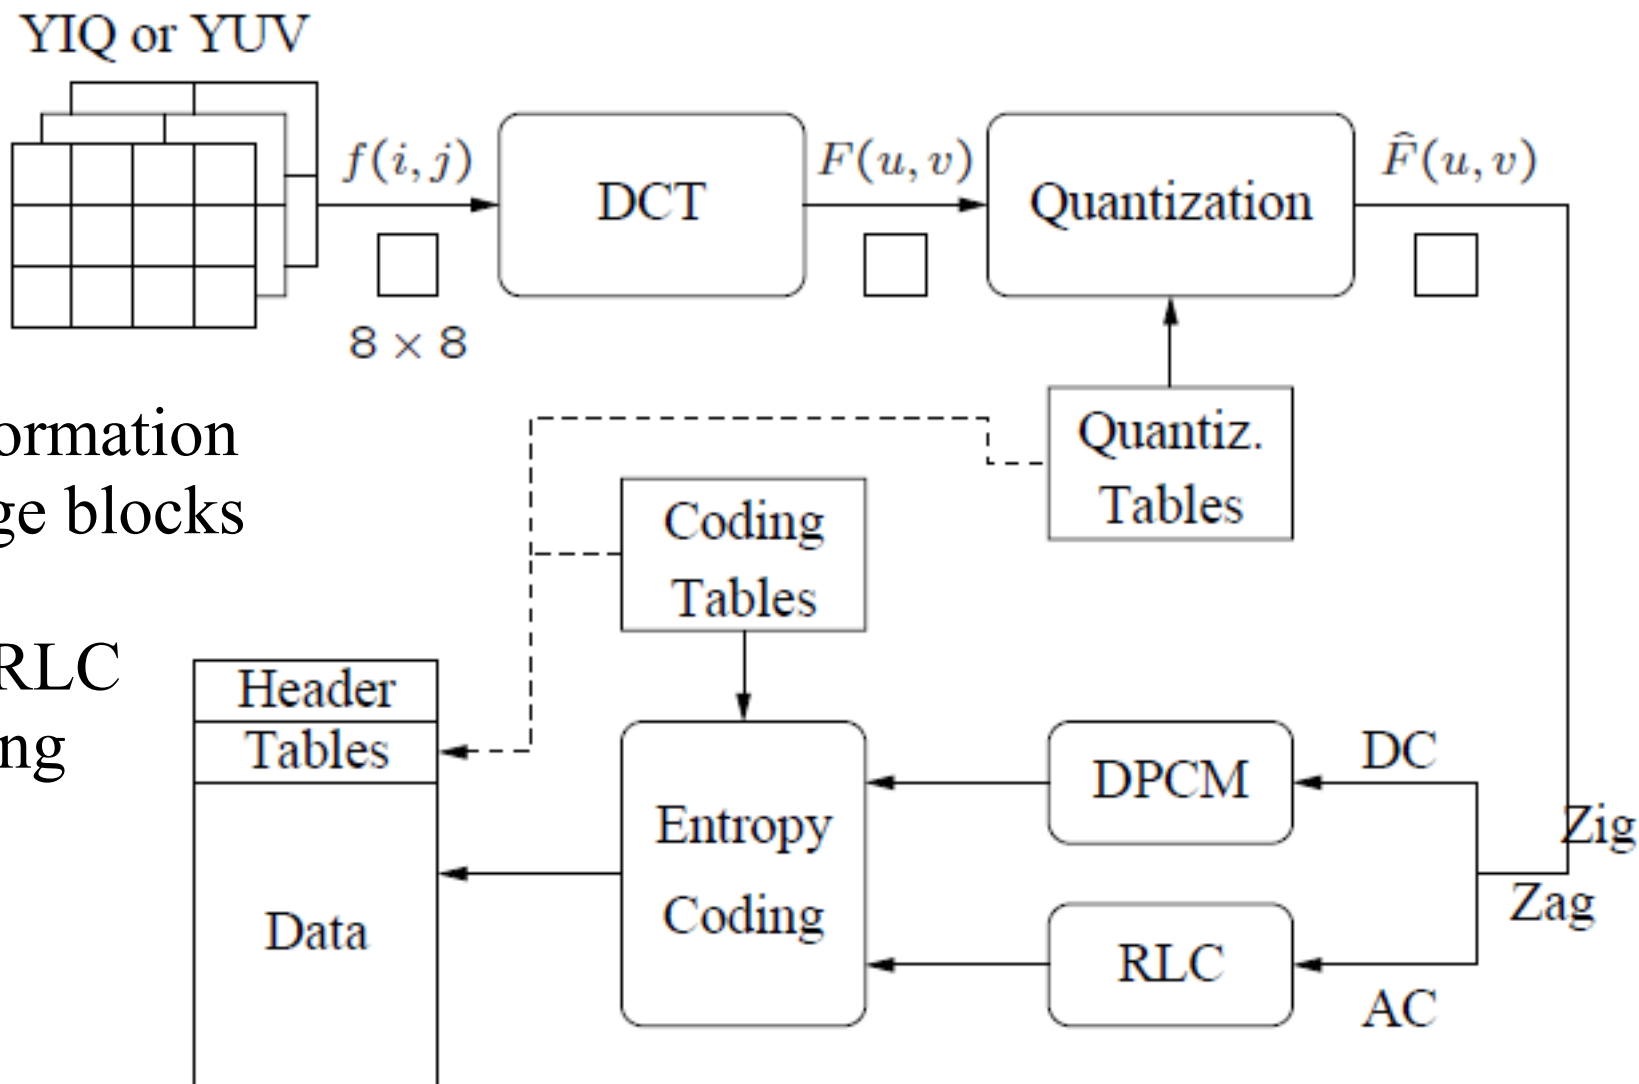 YIQ or YUV
f(i, j)
DCT
F(u, v)
Quantization
F̂(u, v)
8 × 8
Quantiz.
Tables
ormation
ge blocks
Coding
Tables
RLC
ng
Header
Tables
Data
Entropy
Coding
DPCM
DC
Zig
Zag
RLC
AC